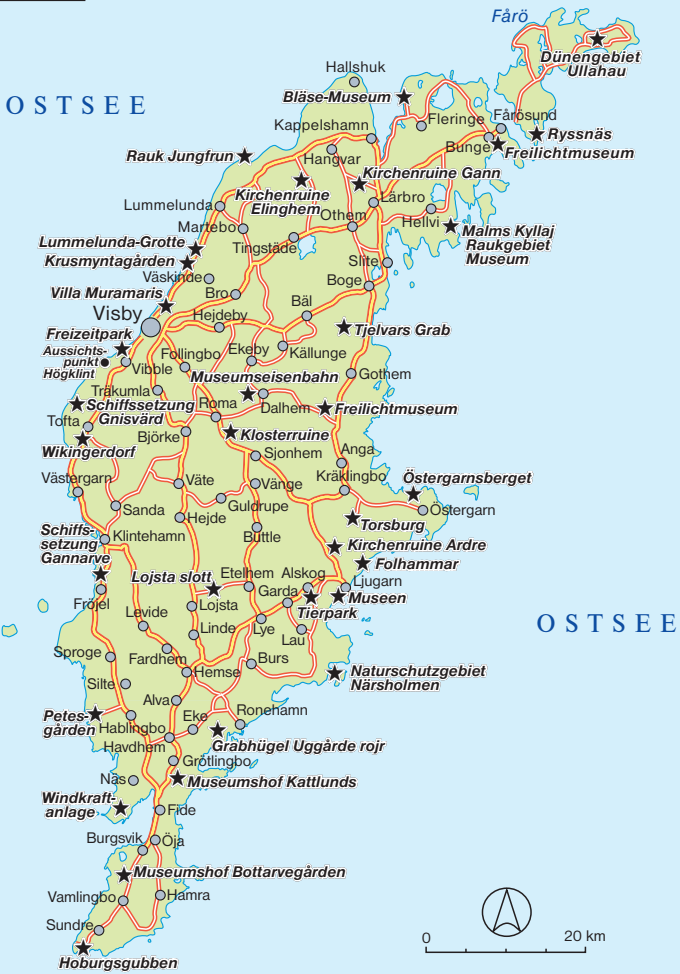 Fårö
Dünengebiet
Ullahau
Hallshuk
OSTSEE
Bläse-Museum
Fleringe
Fårösund
Kappelshamn
Ryssnäs
Bunge
Freilichtmuseum
Rauk Jungfrun
Hangvar
Kirchenruine Gann
Kirchenruine
Elinghem
Lummelunda
Lärbro
Othem
Hellvi
Martebo
Malms Kyllaj
Raukgebiet
Museum
Lummelunda-Grotte
Tingstäde
Krusmyntagården
Slite
Väskinde
Boge
Villa Muramaris
Bro
Bäl
Visby
Hejdeby
Tjelvars Grab
Freizeitpark
Aussichts-
punkt
Högklint
Ekeby
Källunge
Follingbo
Vibble
Gothem
Museumseisenbahn
Träkumla
Schiffssetzung
Gnisvärd
Roma
Dalhem
Freilichtmuseum
Tofta
Björke
Klosterruine
Wikingerdorf
Anga
Sjonhem
Kräklingbo
Östergarnsberget
Västergarn
Väte
Vänge
Guldrupe
Sanda
Östergarn
Hejde
Torsburg
Schiffs-
setzung
Gannarve
Klintehamn
Buttle
Kirchenruine Ardre
Folhammar
Etelhem
Alskog
Lojsta slott
Ljugarn
Garda
Museen
Fröjel
Lojsta
Tierpark
Levide
Linde
Lye
Lau
OSTSEE
Sproge
Fardhem
Burs
Hemse
Naturschutzgebiet
Närsholmen
Silte
Alva
Petes-
gården
Hablingbo
Eke
Ronehamn
Havdhem
Grabhügel Uggårde rojr
Grötlingbo
Näs
Museumshof Kattlunds
Windkraft-
anlage
Fide
Burgsvik
Öja
Museumshof Bottarvegården
Vamlingbo
Hamra
Sundre
Hoburgsgubben
0
20 km